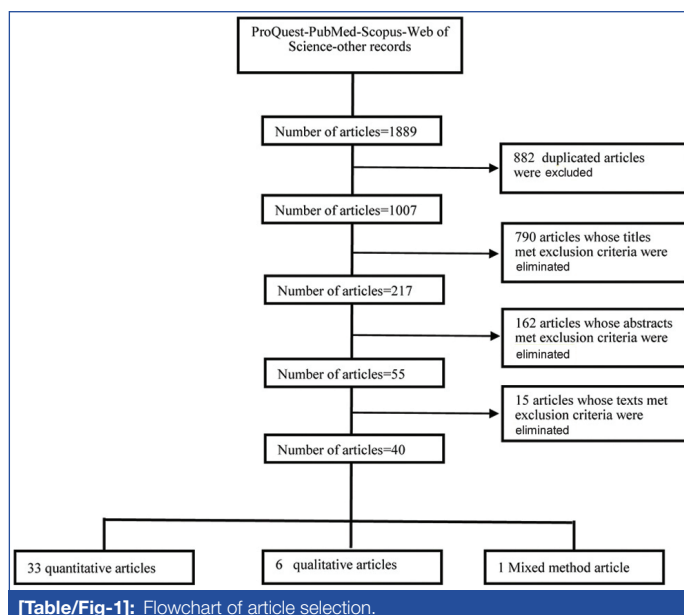 ProQuest-PubMed-Scopus-Web of
Science-other records
Number of articles=1889
882 duplicated articles
were excluded
Number of articles=1007
790 articles whose titles
met exclusion criteria were
eliminated
Number of articles=217
162 articles whose abstracts
met exclusion criteria were
eliminated
Number of articles=55
15 articles whose texts met
exclusion criteria were
eliminated
Number of articles=40
33 quantitative articles
6 qualitative articles
1 Mixed method article
[Table/Fig-1]: Flowchart of article selection.